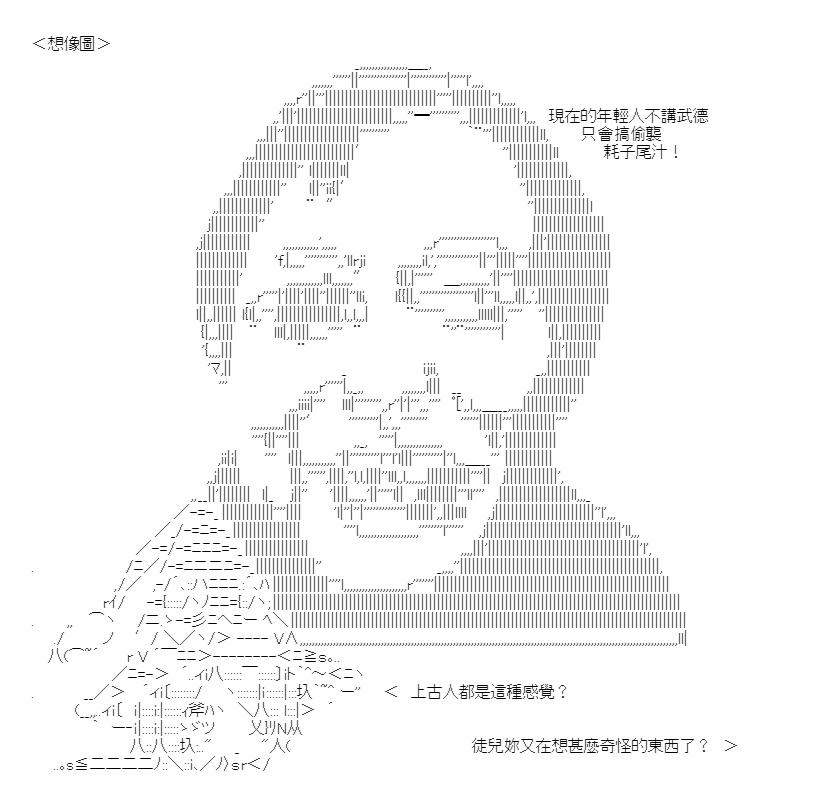 ＜想像圖＞
現在的年輕人不講武德
只會搞偷襲
耗子尾汁！
＜ 上古人都是這種感覺？
徒兒妳又在想甚麼奇怪的東西了？ ＞